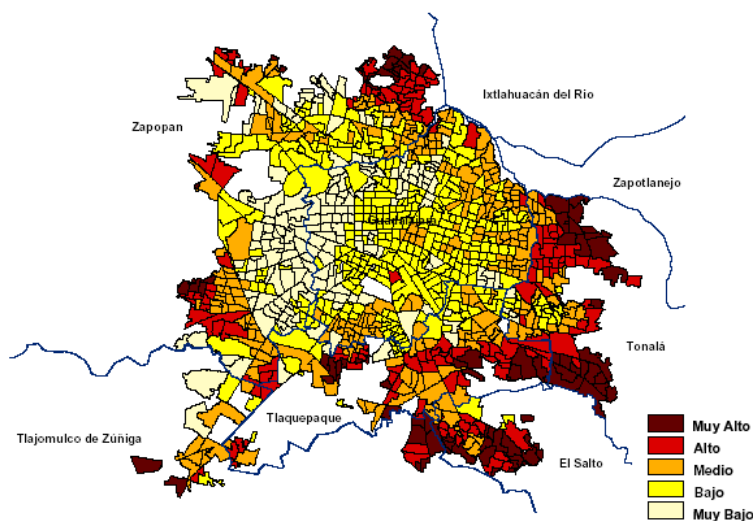 Ixtlahuacán del Rio
Zapopan
Zapotlanejo
Guadalajara
Tonalá
Tlaquepaque
Tlajomulco de Zúñiga
El Salto
Muy Alto
Alto
Medio
Bajo
Muy Bajo